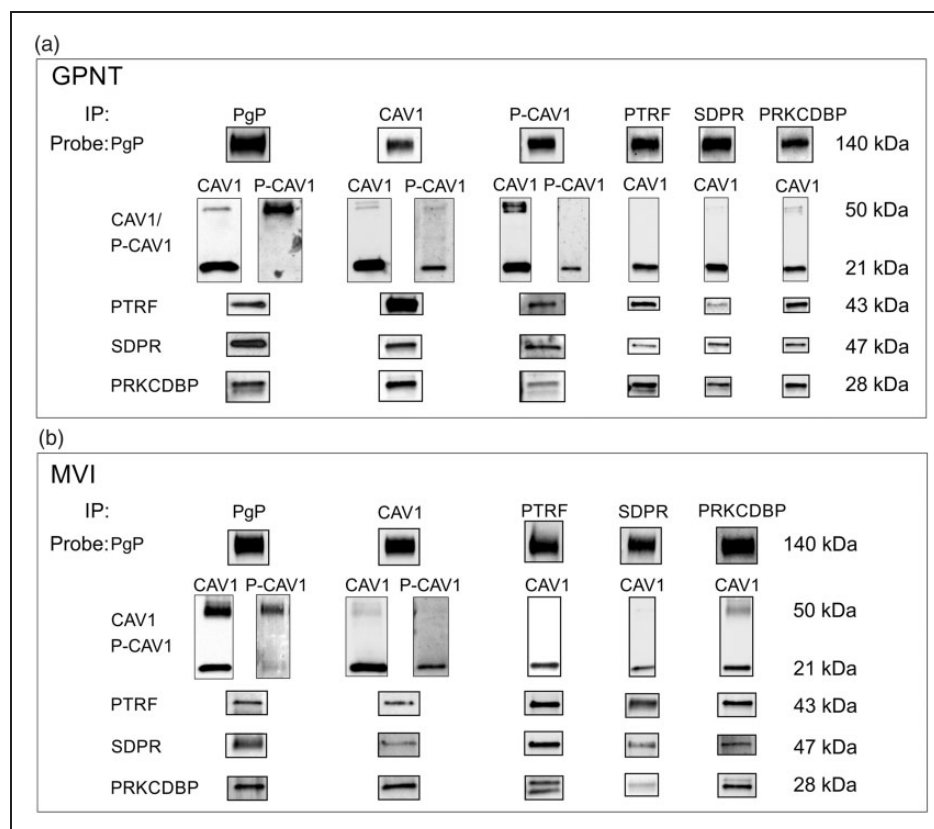 (a)
GPNT
IP: PgP CAV1 P-CAV1 PTRF SDPR PRKCDBP
Probe: PgP 140 kDa
CAV1 P-CAV1 CAV1 P-CAV1 CAV1 P-CAV1 CAV1 CAV1 CAV1
CAV1/ 50 kDa
P-CAV1
21 kDa
PTRF 43 kDa
SDPR 47 kDa
PRKCDBP 28 kDa
(b)
MVI
IP: PgP CAV1 PTRF SDPR PRKCDBP
Probe: PgP 140 kDa
CAV1 P-CAV1 CAV1 P-CAV1 CAV1 CAV1 CAV1
CAV1 50 kDa
P-CAV1
21 kDa
PTRF 43 kDa
SDPR 47 kDa
PRKCDBP 28 kDa